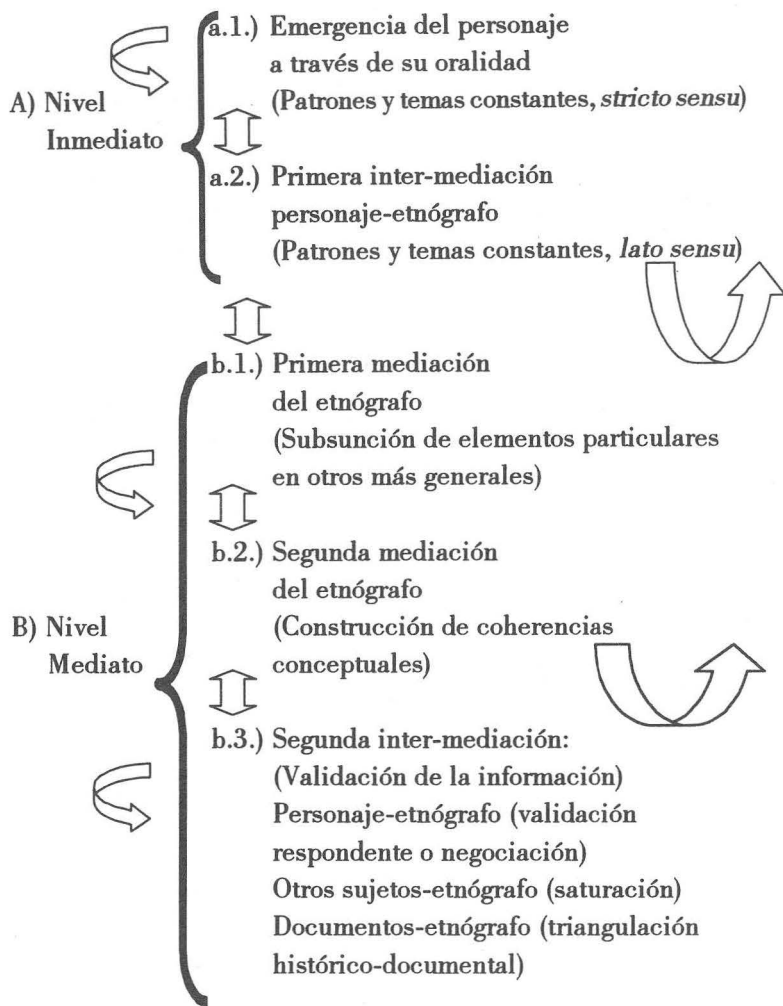 a.1.) Emergencia del personaje
a través de su oralidad
(Patrones y temas constantes, stricto sensu)
A) Nivel
Inmediato
a.2.) Primera inter-mediación
personaje-etnógrafo
(Patrones y temas constantes, lato sensu)
b.1.) Primera mediación
del etnógrafo
(Subsunción de elementos particulares
en otros más generales)
b.2.) Segunda mediación
del etnógrafo
(Construcción de coherencias
conceptuales)
B) Nivel
Mediato
b.3.) Segunda inter-mediación:
(Validación de la información)
Personaje-etnógrafo (validación
respondente o negociación)
Otros sujetos-etnógrafo (saturación)
Documentos-etnógrafo (triangulación
histórico-documental)